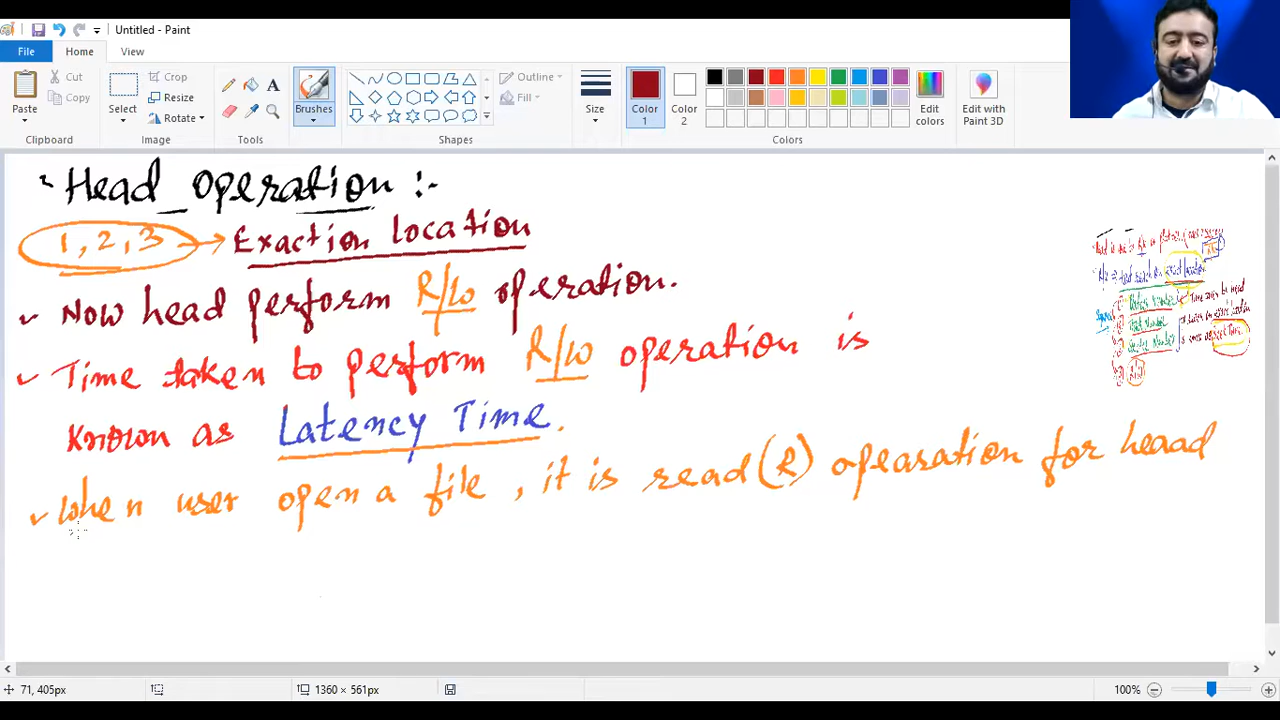 Untitled - Paint
File Home View
Paste
Cut
Copy
Clipboard
Select
Crop
Resize
Rotate
Image
Tools
Brushes
Shapes
Outline
Fill
Size
Color 1
Color 2
Edit colors
Colors
Edit with Paint 3D
Head operation :-
1, 2, 3 → Exaction location
Now head perform R/W operation.
Time taken to perform R/W operation is
known as Latency Time.
When user open a file, it is read (R) opearation for heaad
71, 405px
1360 × 561px
100%